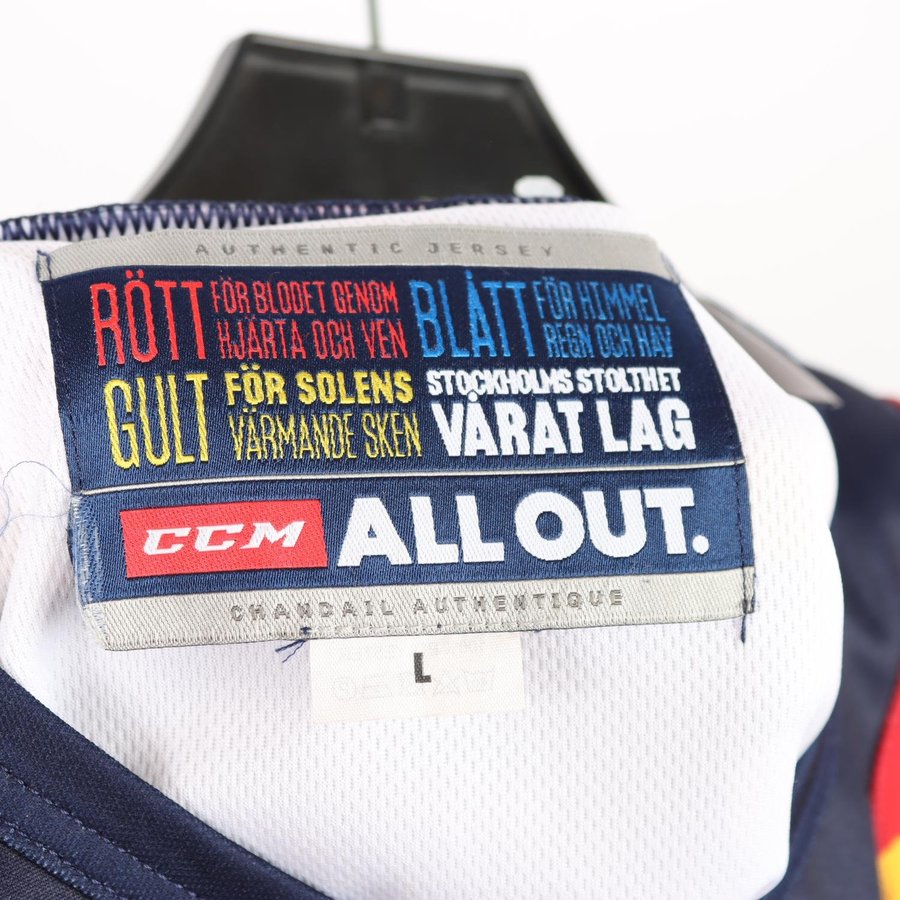 AUTHENTIC JERSEY
RÖTT FÖR BLODET GENOM
HJÄRTA OCH VEN
BLÅTT FÖR HIMMEL
REGN OCH HAV
GULT FÖR SOLENS
VÄRMANDE SKEN
STOCKHOLMS STOLTHET
VÅRAT LAG
CCM ALL OUT.
CHANDAIL AUTHENTIQUE
L